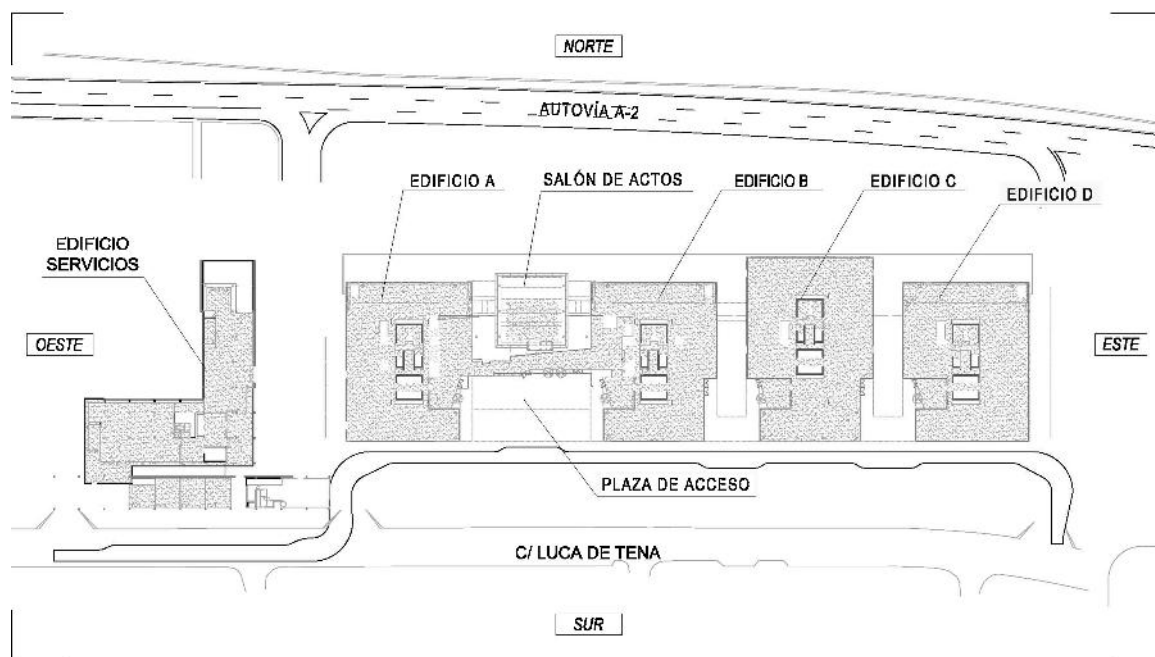 NORTE
AUTOVÍA A-2
EDIFICIO A
SALÓN DE ACTOS
EDIFICIO B
EDIFICIO C
EDIFICIO D
EDIFICIO
SERVICIOS
OESTE
ESTE
PLAZA DE ACCESO
C/ LUCA DE TENA
SUR